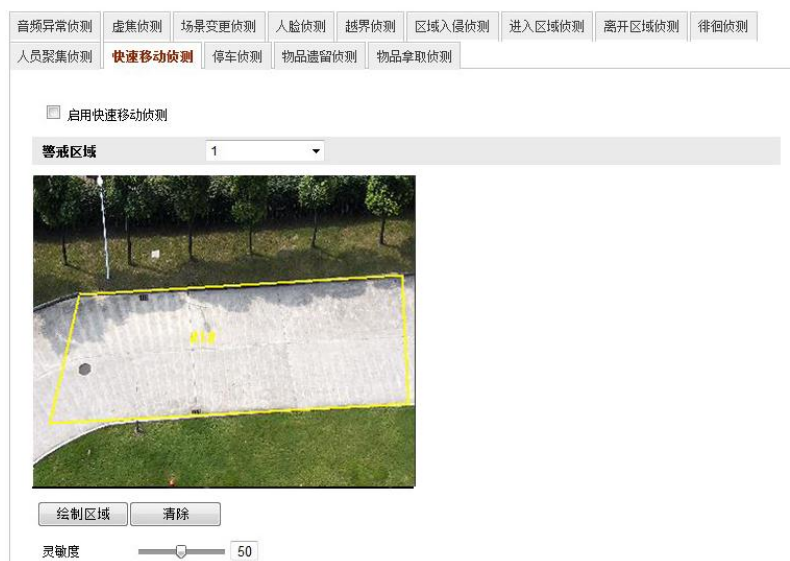 音频异常侦测 虚焦侦测 场景变更侦测 人脸侦测 越界侦测 区域入侵侦测 进入区域侦测 离开区域侦测 徘徊侦测
人员聚集侦测 快速移动侦测 停车侦测 物品遗留侦测 物品拿取侦测
启用快速移动侦测
警戒区域 1
#1#
绘制区域 清除
灵敏度 50